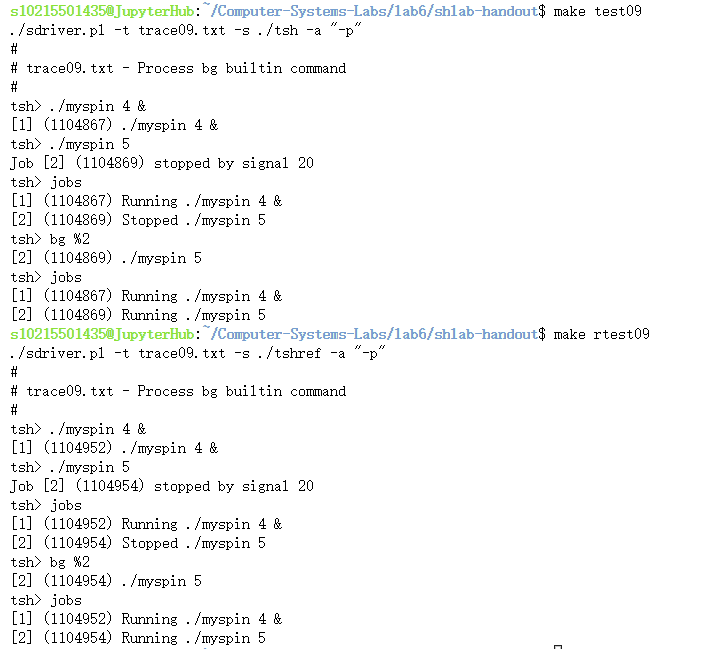 s10215501435@JupyterHub:~/Computer-Systems-Labs/lab6/shlab-handout$ make test09
./sdriver.pl -t trace09.txt -s ./tsh -a "-p"
#
# trace09.txt - Process bg builtin command
#
tsh> ./myspin 4 &
[1] (1104867) ./myspin 4 &
tsh> ./myspin 5
Job [2] (1104869) stopped by signal 20
tsh> jobs
[1] (1104867) Running ./myspin 4 &
[2] (1104869) Stopped ./myspin 5
tsh> bg %2
[2] (1104869) ./myspin 5
tsh> jobs
[1] (1104867) Running ./myspin 4 &
[2] (1104869) Running ./myspin 5
s10215501435@JupyterHub:~/Computer-Systems-Labs/lab6/shlab-handout$ make rtest09
./sdriver.pl -t trace09.txt -s ./tshref -a "-p"
#
# trace09.txt - Process bg builtin command
#
tsh> ./myspin 4 &
[1] (1104952) ./myspin 4 &
tsh> ./myspin 5
Job [2] (1104954) stopped by signal 20
tsh> jobs
[1] (1104952) Running ./myspin 4 &
[2] (1104954) Stopped ./myspin 5
tsh> bg %2
[2] (1104954) ./myspin 5
tsh> jobs
[1] (1104952) Running ./myspin 4 &
[2] (1104954) Running ./myspin 5